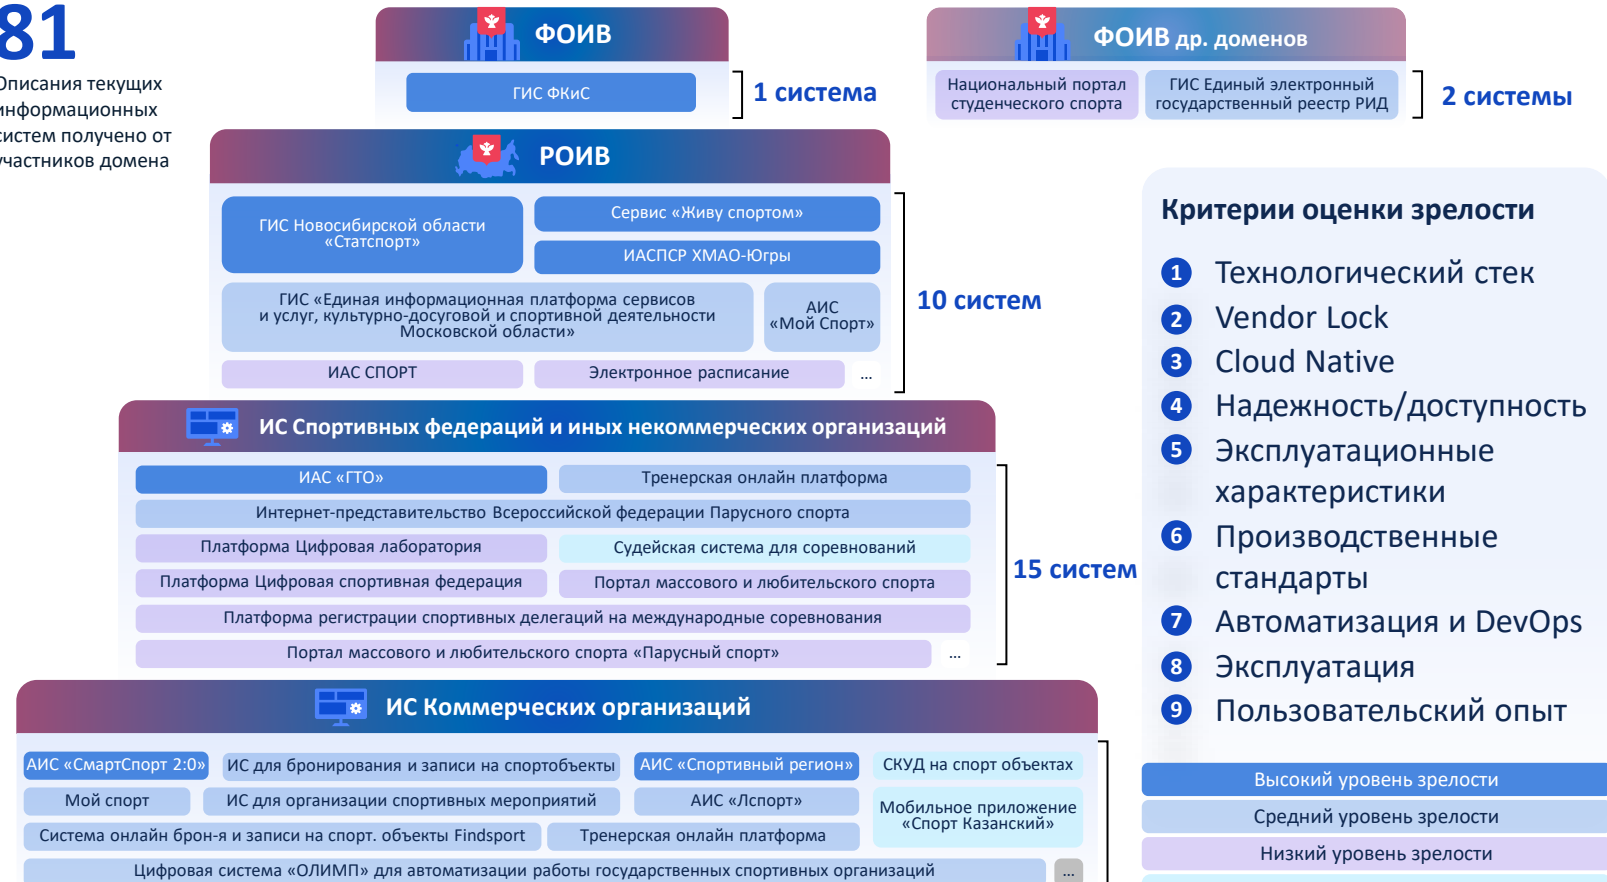 81
Описания текущих
информационных
систем получено от
участников домена
ФОИВ
ГИС ФКиС
1 система
ФОИВ др. доменов
Национальный портал
студенческого спорта
ГИС Единый электронный
государственный реестр РИД
2 системы
РОИВ
ГИС Новосибирской области
«Статспорт»
Сервис «Живу спортом»
ИАСПСР ХМАО-Югры
ГИС «Единая информационная платформа сервисов
и услуг, культурно-досуговой и спортивной деятельности
Московской области»
АИС
«Мой Спорт»
ИАС СПОРТ
Электронное расписание
...
10 систем
ИС Спортивных федераций и иных некоммерческих организаций
ИАС «ГТО»
Тренерская онлайн платформа
Интернет-представительство Всероссийской федерации Парусного спорта
Платформа Цифровая лаборатория
Судейская система для соревнований
Платформа Цифровая спортивная федерация
Портал массового и любительского спорта
Платформа регистрации спортивных делегаций на международные соревнования
Портал массового и любительского спорта «Парусный спорт»
...
15 систем
ИС Коммерческих организаций
АИС «СмартСпорт 2:0»
ИС для бронирования и записи на спортобъекты
АИС «Спортивный регион»
СКУД на спорт объектах
Мой спорт
ИС для организации спортивных мероприятий
АИС «Лспорт»
Мобильное приложение
«Спорт Казанский»
Система онлайн брон-я и записи на спорт. объекты Findsport
Тренерская онлайн платформа
Цифровая система «ОЛИМП» для автоматизации работы государственных спортивных организаций
...
Критерии оценки зрелости
1 Технологический стек
2 Vendor Lock
3 Cloud Native
4 Надежность/доступность
5 Эксплуатационные
характеристики
6 Производственные
стандарты
7 Автоматизация и DevOps
8 Эксплуатация
9 Пользовательский опыт
Высокий уровень зрелости
Средний уровень зрелости
Низкий уровень зрелости